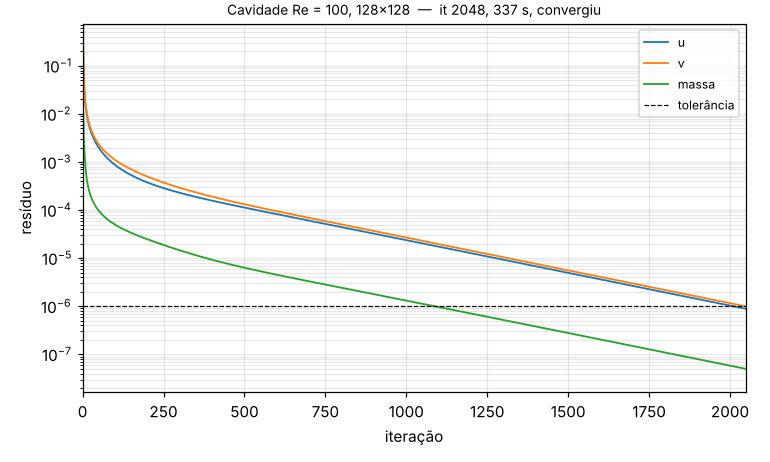 Cavidade Re = 100, 128×128 — it 2048, 337 s, convergiu
u
v
massa
tolerância
resíduo
10⁻¹
10⁻²
10⁻³
10⁻⁴
10⁻⁵
10⁻⁶
10⁻⁷
0 250 500 750 1000 1250 1500 1750 2000
iteração